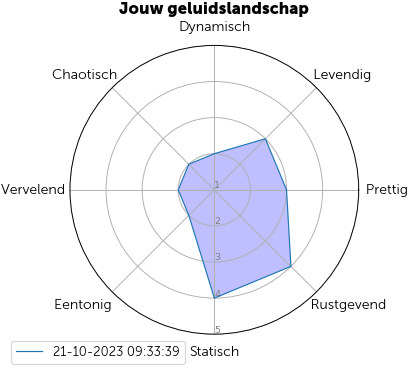 Jouw geluidslandschap
Dynamisch
Chaotisch
Levendig
Vervelend
1
Prettig
2
3
4
Eentonig
Rustgevend
5
21-10-2023 09:33:39
Statisch